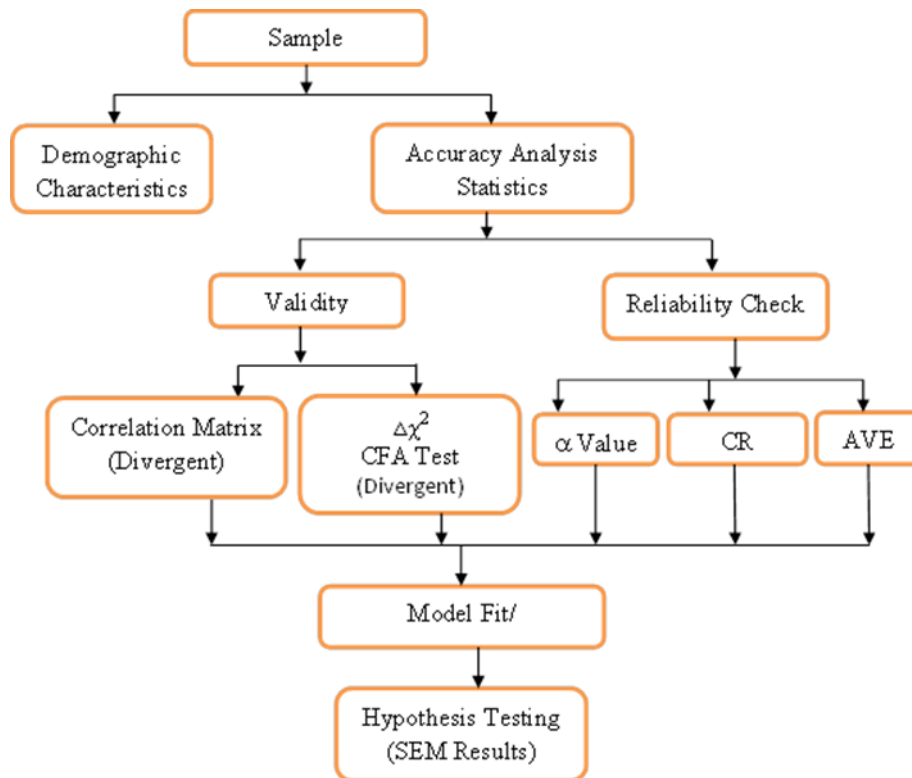 Sample
Demographic
Characteristics
Accuracy Analysis
Statistics
Validity
Reliability Check
Correlation Matrix
(Divergent)
Δχ²
CFA Test
(Divergent)
α Value
CR
AVE
Model Fit/
Hypothesis Testing
(SEM Results)